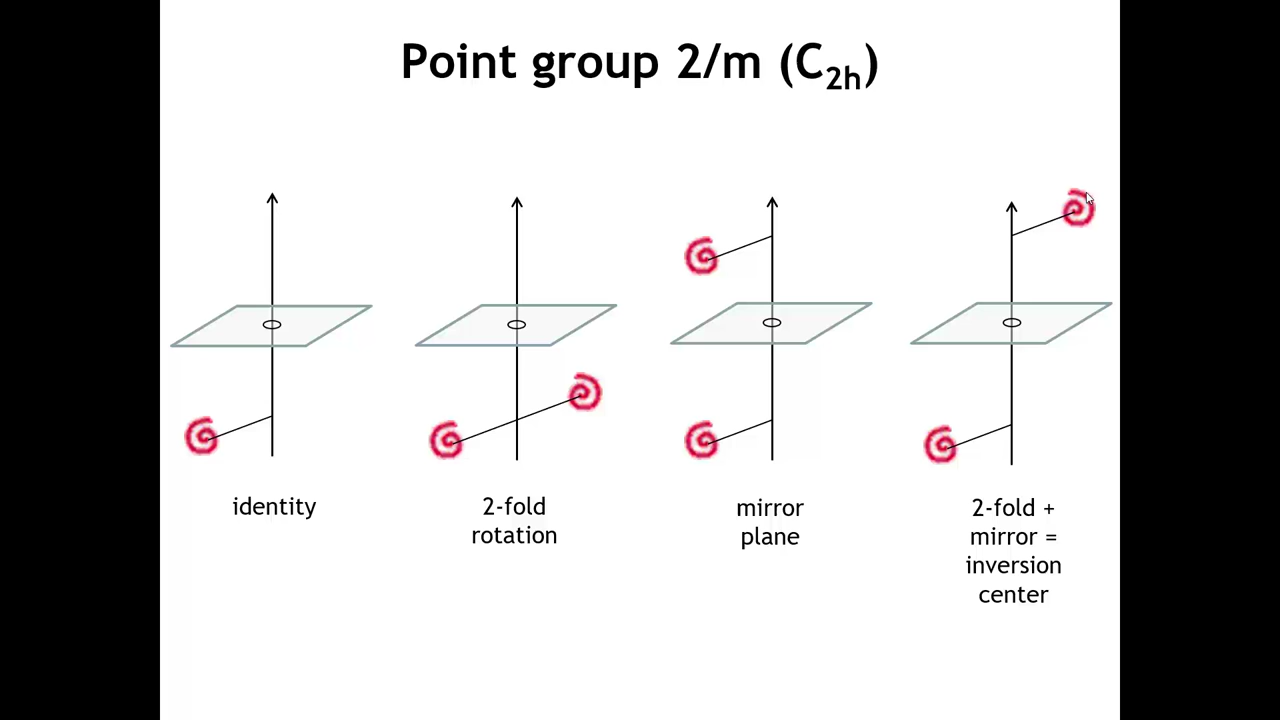 Point group 2/m (C2h)
identity
2-fold
rotation
mirror
plane
2-fold +
mirror =
inversion
center